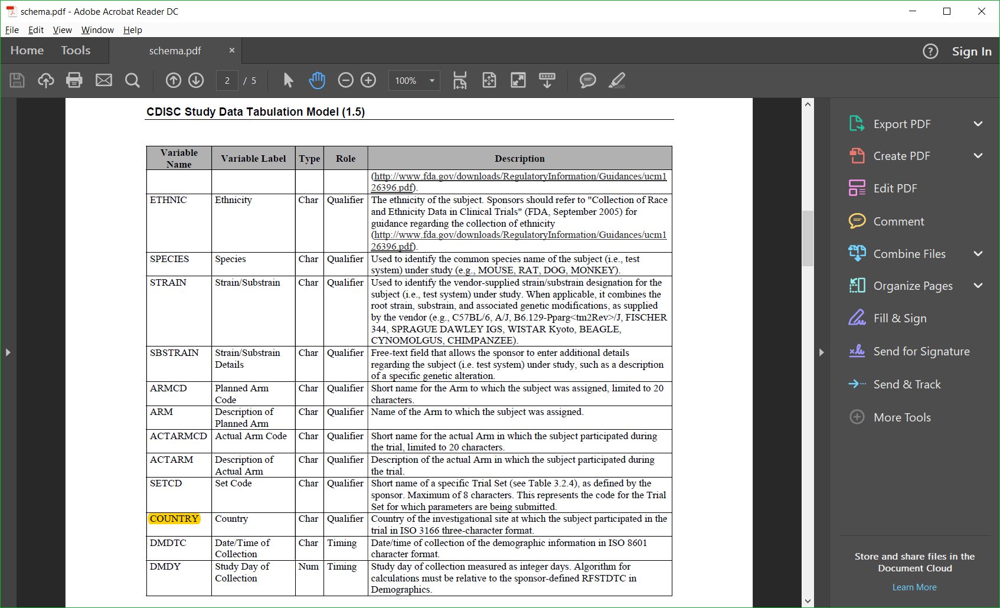 schema.pdf - Adobe Acrobat Reader DC
File Edit View Window Help
Home Tools schema.pdf × ? Sign In
2 / 5 100%
CDISC Study Data Tabulation Model (1.5)
Variable Name Variable Label Type Role Description
(http://www.fda.gov/downloads/RegulatoryInformation/Guidances/ucm1
26396.pdf).
ETHNIC Ethnicity Char Qualifier The ethnicity of the subject. Sponsors should refer to "Collection of Race
and Ethnicity Data in Clinical Trials" (FDA, September 2005) for
guidance regarding the collection of ethnicity
(http://www.fda.gov/downloads/RegulatoryInformation/Guidances/ucm1
26396.pdf).
SPECIES Species Char Qualifier Used to identify the common species name of the subject (i.e., test
system) under study (e.g., MOUSE, RAT, DOG, MONKEY).
STRAIN Strain/Substrain Char Qualifier Used to identify the vendor-supplied strain/substrain designation for the
subject (i.e., test system) under study. When applicable, it combines the
root strain, substrain, and associated genetic modifications, as supplied
by the vendor (e.g., C57BL/6, A/J, B6.129-Pparg<tm2Rev>/J, FISCHER
344, SPRAGUE DAWLEY IGS, WISTAR Kyoto, BEAGLE,
CYNOMOLGUS, CHIMPANZEE).
SBSTRAIN Strain/Substrain Char Qualifier Free-text field that allows the sponsor to enter additional details
Details regarding the subject (i.e. test system) under study, such as a description
of a specific genetic alteration.
ARMCD Planned Arm Char Qualifier Short name for the Arm to which the subject was assigned, limited to 20
Code characters.
ARM Description of Char Qualifier Name of the Arm to which the subject was assigned.
Planned Arm
ACTARMCD Actual Arm Code Char Qualifier Short name for the actual Arm in which the subject participated during
the trial, limited to 20 characters.
ACTARM Description of Char Qualifier Description of the actual Arm in which the subject participated during
Actual Arm the trial.
SETCD Set Code Char Qualifier Short name of a specific Trial Set (see Table 3.2.4), as defined by the
sponsor. Maximum of 8 characters. This represents the code for the Trial
Set for which parameters are being submitted.
COUNTRY Country Char Qualifier Country of the investigational site at which the subject participated in the
trial in ISO 3166 three-character format.
DMDTC Date/Time of Char Timing Date/time of collection of the demographic information in ISO 8601
Collection character format.
DMDY Study Day of Num Timing Study day of collection measured as integer days. Algorithm for
Collection calculations must be relative to the sponsor-defined RFSTDTC in
Demographics.
Export PDF
Create PDF
Edit PDF
Comment
Combine Files
Organize Pages
Fill & Sign
Send for Signature
Send & Track
More Tools
Store and share files in the
Document Cloud
Learn More